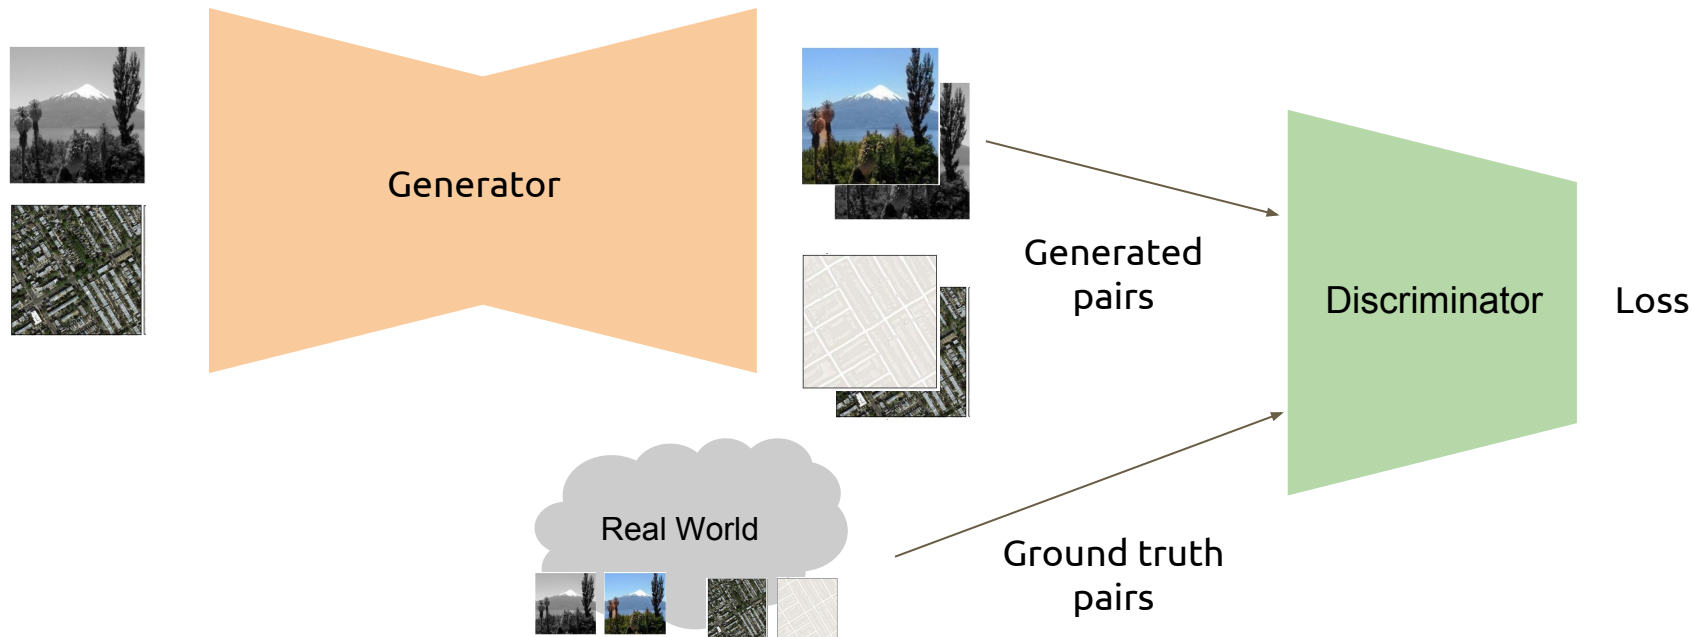 Generator
Generated
pairs
Discriminator
Loss
Real World
Ground truth
pairs